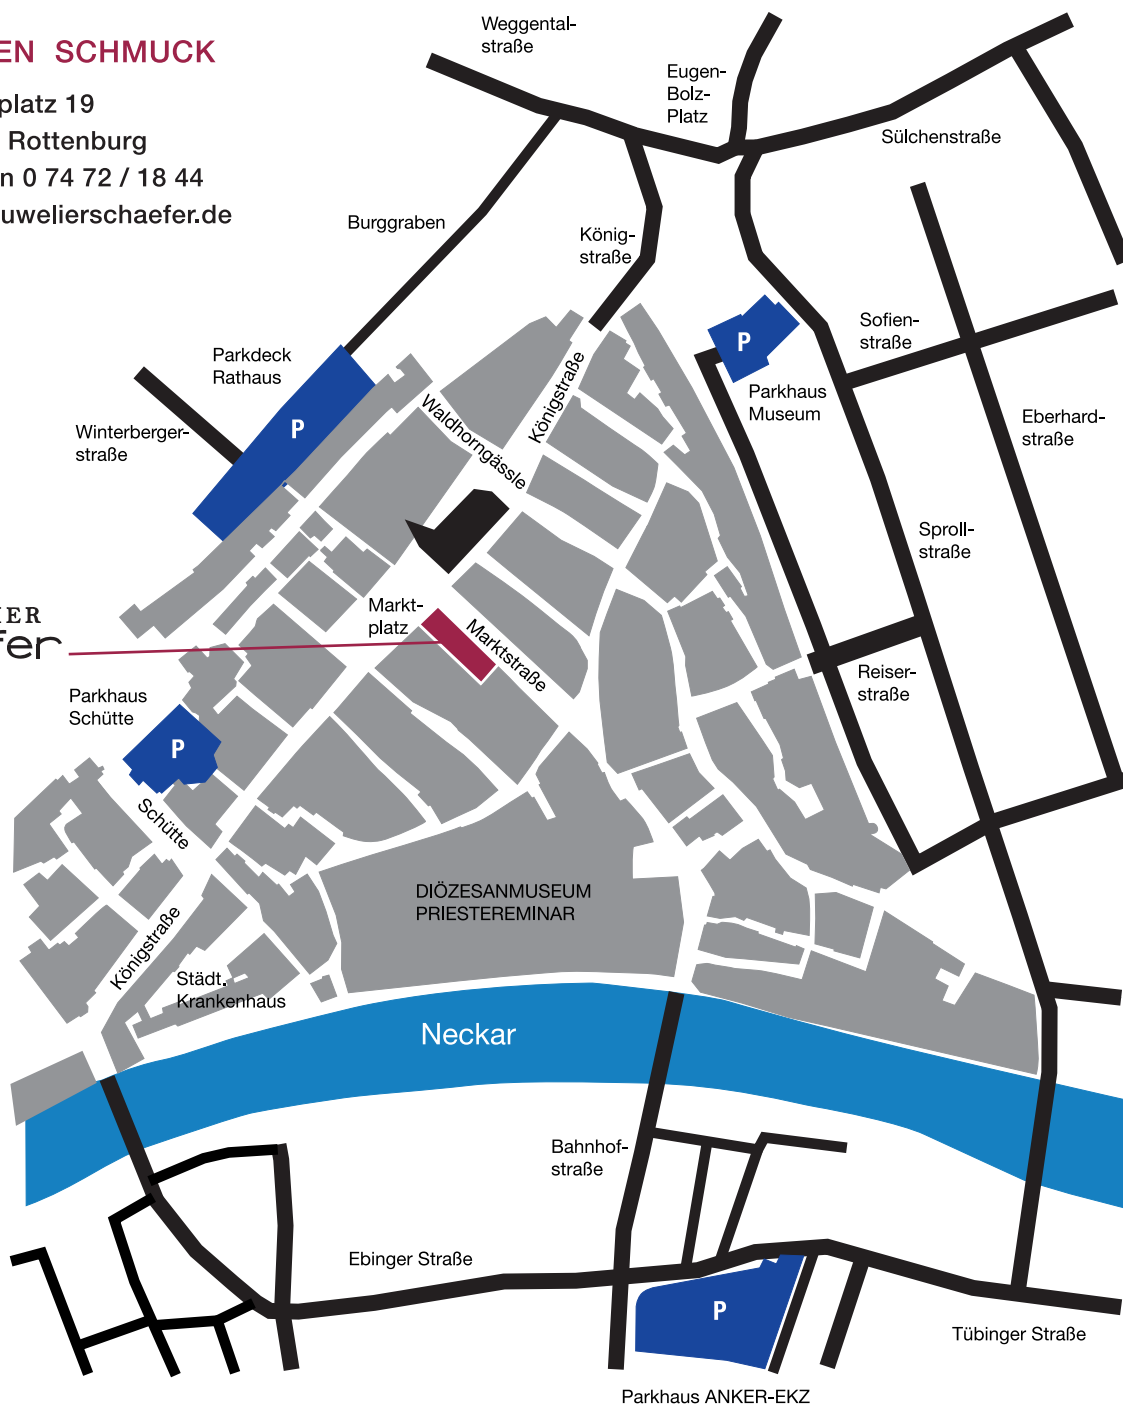 EN SCHMUCK
platz 19
Rottenburg
n 0 74 72 / 18 44
uwelierschaefer.de
Weggental-
straße
Eugen-
Bolz-
Platz
Sülchenstraße
Burggraben
König-
straße
Parkdeck
Rathaus
P
Winterberger-
straße
Waldhorngässle
Königstraße
P
Parkhaus
Museum
Sofien-
straße
Eberhard-
straße
Sproll-
straße
IER
fer
Markt-
platz
Marktstraße
Reiser-
straße
Parkhaus
Schütte
P
Schütte
DIÖZESANMUSEUM
PRIESTEREMINAR
Königstraße
Städt.
Krankenhaus
Neckar
Bahnhof-
straße
Ebinger Straße
P
Tübinger Straße
Parkhaus ANKER-EKZ